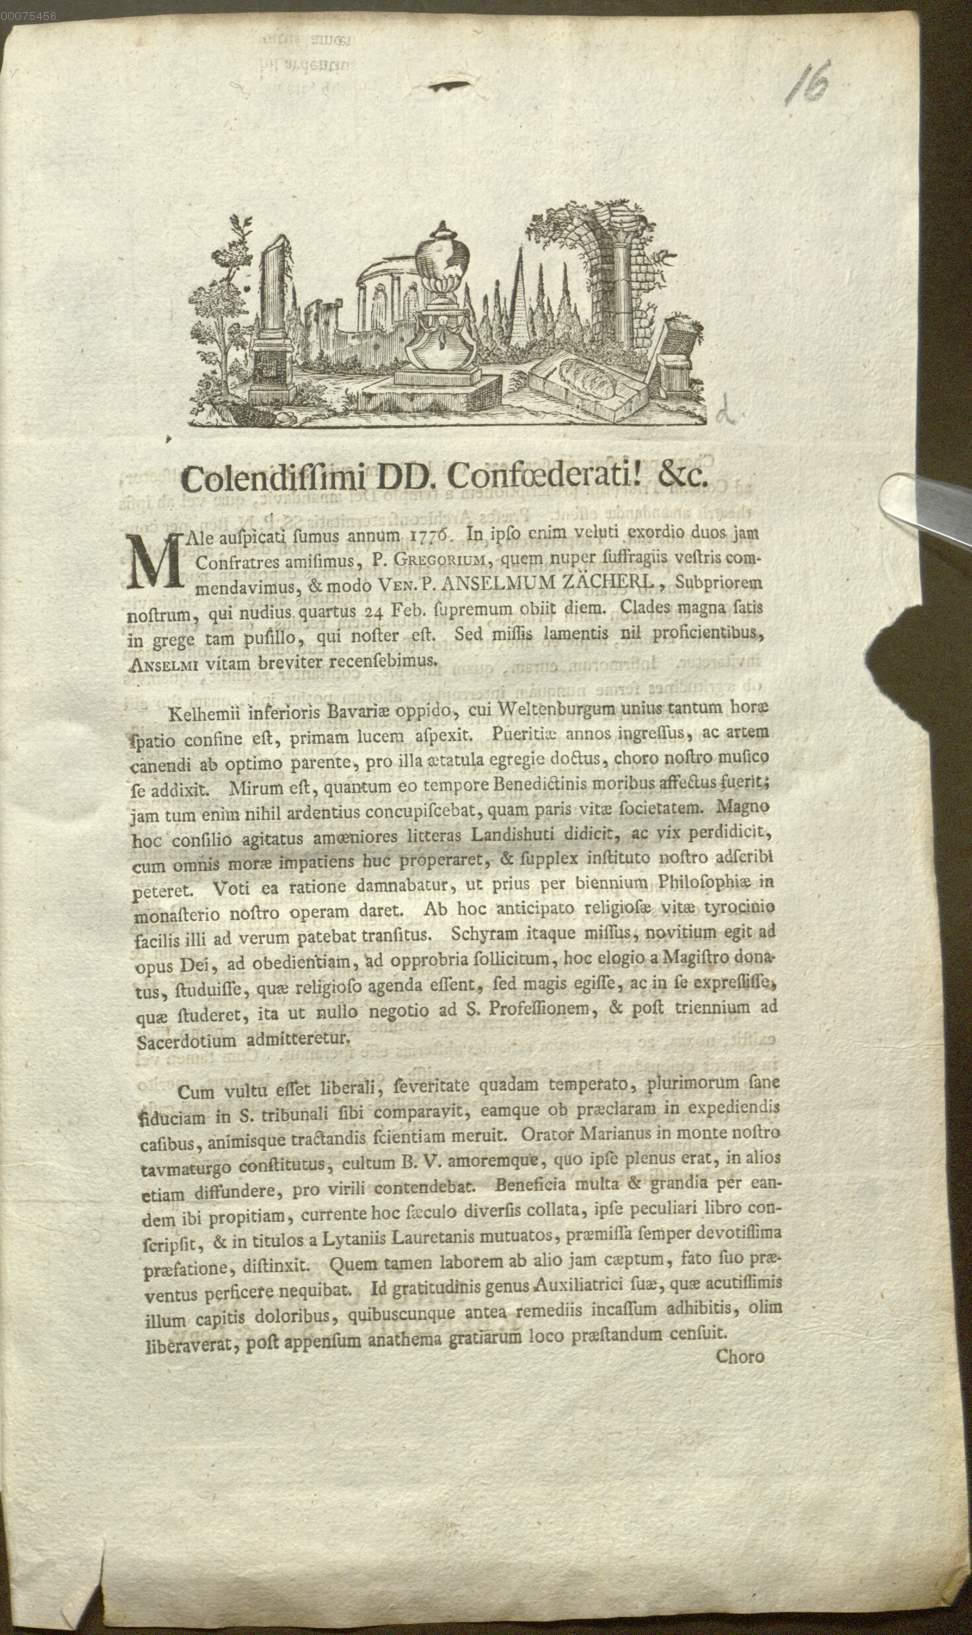 00075456
16
d.
Colendiſſimi DD. Confœderati! &c.
MAle auſpicati ſumus annum 1776. In ipſo enim veluti exordio duos jam
Confratres amiſimus, P. GREGORIUM, quem nuper ſuffragiis veſtris com-
mendavimus, & modo VEN. P. ANSELMUM ZÄCHERL, Subpriorem
noſtrum, qui nudius quartus 24 Feb. ſupremum obiit diem. Clades magna ſatis
in grege tam puſillo, qui noſter eſt. Sed miſſis lamentis nil proficientibus,
ANSELMI vitam breviter recenſebimus.
Kelhemii inferioris Bavariæ oppido, cui Weltenburgum unius tantum horæ
ſpatio confine eſt, primam lucem aſpexit. Pueritiæ annos ingreſſus, ac artem
canendi ab optimo parente, pro illa ætatula egregie doctus, choro noſtro muſico
ſe addixit. Mirum eſt, quantum eo tempore Benedictinis moribus affectus fuerit;
jam tum enim nihil ardentius concupiſcebat, quam paris vitæ ſocietatem. Magno
hoc conſilio agitatus amœniores litteras Landishuti didicit, ac vix perdidicit,
cum omnis moræ impatiens huc properaret, & ſupplex inſtituto noſtro adſcribi
peteret. Voti ea ratione damnabatur, ut prius per biennium Philoſophiæ in
monaſterio noſtro operam daret. Ab hoc anticipato religioſæ vitæ tyrocinio
facilis illi ad verum patebat tranſitus. Schyram itaque miſſus, novitium egit ad
opus Dei, ad obedientiam, ad opprobria ſollicitum, hoc elogio a Magiſtro dona-
tus, ſtuduiſſe, quæ religioſo agenda eſſent, ſed magis egiſſe, ac in ſe expreſſiſſe,
quæ ſtuderet, ita ut nullo negotio ad S. Profeſſionem, & poſt triennium ad
Sacerdotium admitteretur.
Cum vultu eſſet liberali, ſeveritate quadam temperato, plurimorum ſane
fiduciam in S. tribunali ſibi comparavit, eamque ob præclaram in expediendis
caſibus, animisque tractandis ſcientiam meruit. Orator Marianus in monte noſtro
tavmaturgo conſtitutus, cultum B. V. amoremque, quo ipſe plenus erat, in alios
etiam diffundere, pro virili contendebat. Beneficia multa & grandia per ean-
dem ibi propitiam, currente hoc ſæculo diverſis collata, ipſe peculiari libro con-
ſcripſit, & in titulos a Lytaniis Lauretanis mutuatos, præmiſſa ſemper devotiſſima
præfatione, diſtinxit. Quem tamen laborem ab alio jam cæptum, fato ſuo præ-
ventus perficere nequibat. Id gratitudinis genus Auxiliatrici ſuæ, quæ acutiſſimis
illum capitis doloribus, quibuscunque antea remediis incaſſum adhibitis, olim
liberaverat, poſt appenſum anathema gratiarum loco præſtandum cenſuit.
Choro